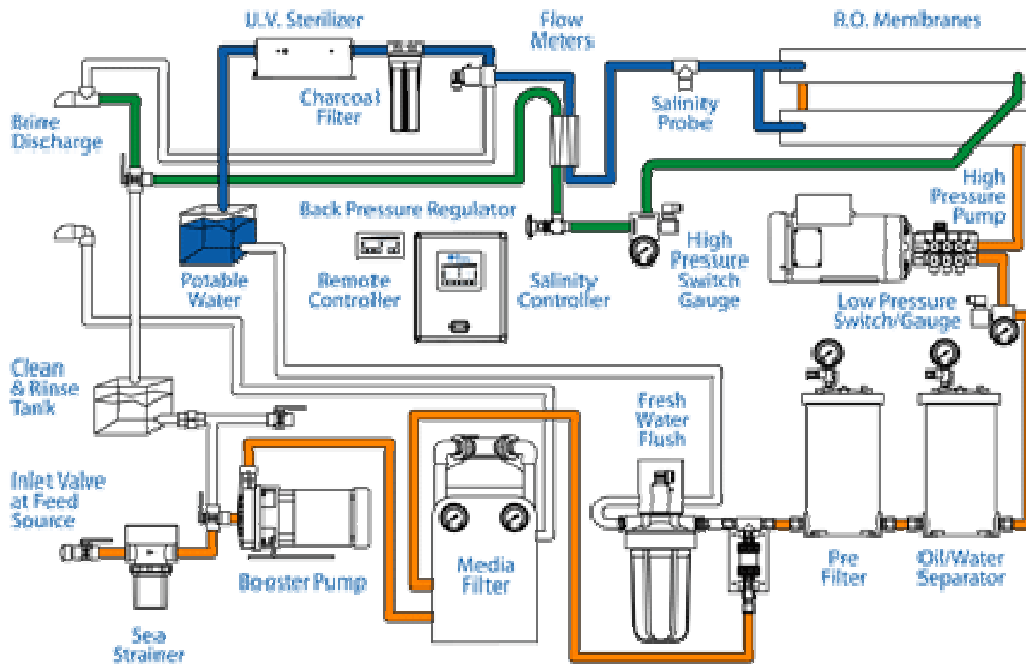 U.V. Sterilizer
Flow
Meters
R.O. Membranes
Charcoal
Filter
Salinity
Probe
Brine
Discharge
High
Pressure
Pump
Back Pressure Regulator
Potable
Water
Remote
Controller
Salinity
Controller
High
Pressure
Switch
Gauge
Low Pressure
Switch/Gauge
Clean
& Rinse
Tank
Fresh
Water
Flush
Inlet Valve
at Feed
Source
Booster Pump
Media
Filter
Pre
Filter
Oil/Water
Separator
Sea
Strainer